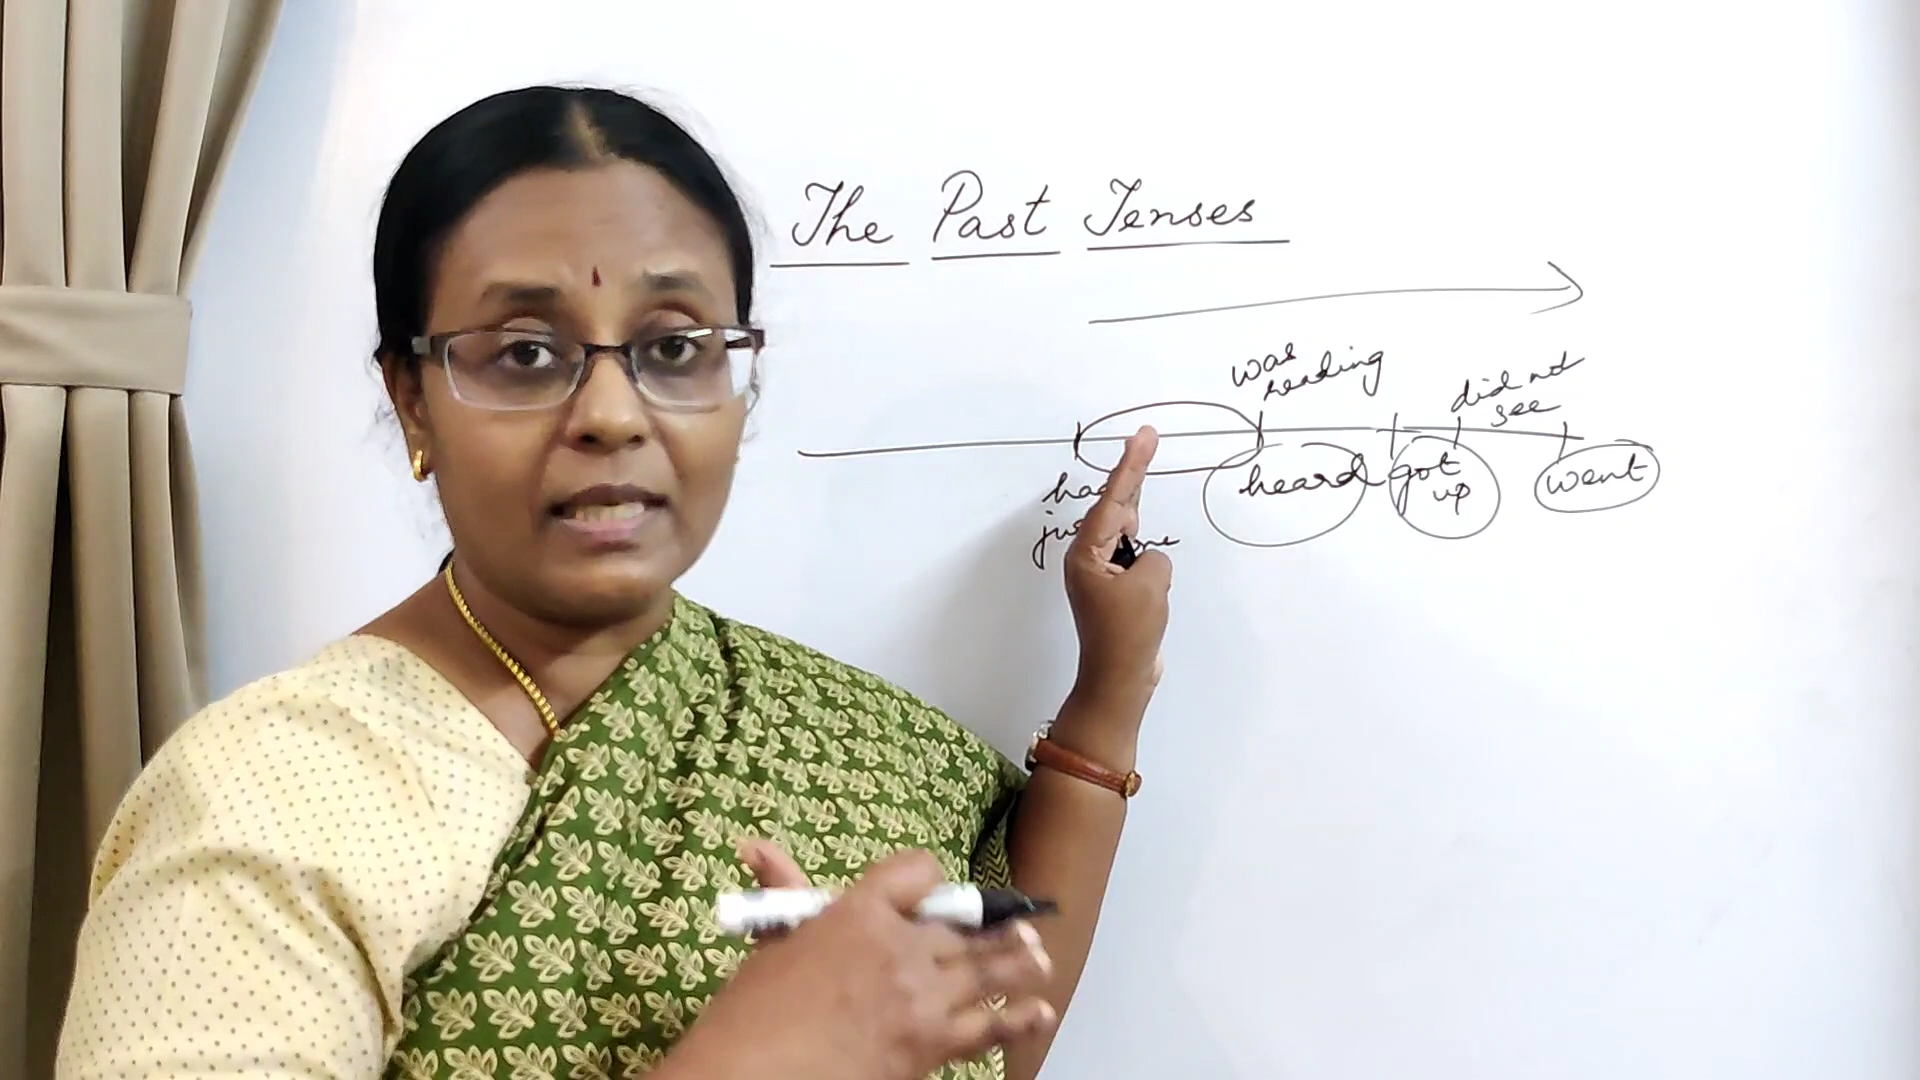 The Past Tenses
was
reading
did not
see
heard
got
up
went